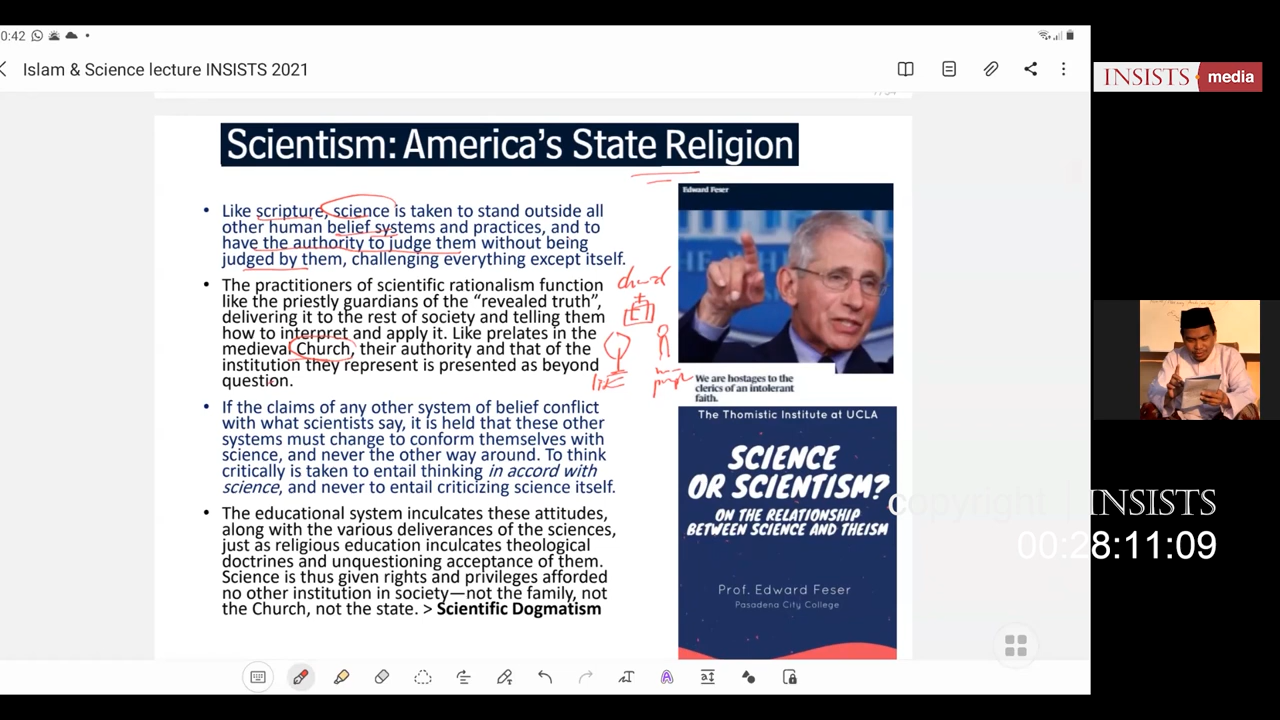 0:42
Islam & Science lecture INSISTS 2021
INSISTS media
Scientism: America's State Religion
• Like scripture, science is taken to stand outside all
other human belief systems and practices, and to
have the authority to judge them without being
judged by them, challenging everything except itself.
• The practitioners of scientific rationalism function
like the priestly guardians of the “revealed truth”,
delivering it to the rest of society and telling them
how to interpret and apply it. Like prelates in the
medieval Church, their authority and that of the
institution they represent is presented as beyond
question.
• If the claims of any other system of belief conflict
with what scientists say, it is held that these other
systems must change to conform themselves with
science, and never the other way around. To think
critically is taken to entail thinking in accord with
science, and never to entail criticizing science itself.
• The educational system inculcates these attitudes,
along with the various deliverances of the sciences,
just as religious education inculcates theological
doctrines and unquestioning acceptance of them.
Science is thus given rights and privileges afforded
no other institution in society—not the family, not
the Church, not the state. > Scientific Dogmatism
church
Edward Feser
We are hostages to the
clerics of an intolerant
faith.
The Thomistic Institute at UCLA
SCIENCE
OR SCIENTISM?
ON THE RELATIONSHIP
BETWEEN SCIENCE AND THEISM
Prof. Edward Feser
Pasadena City College
copyright | INSISTS
00:28:11:09